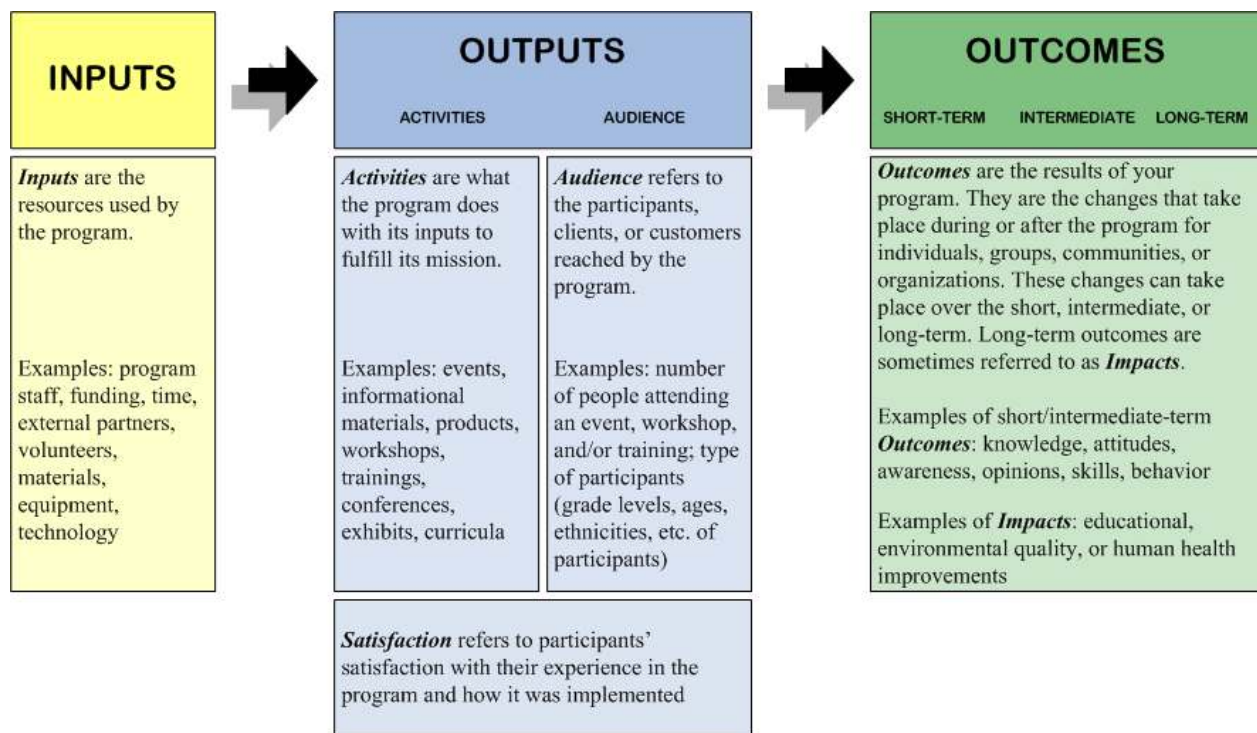 INPUTS
Inputs are the
resources used by
the program.
Examples: program
staff, funding, time,
external partners,
volunteers,
materials,
equipment,
technology
OUTPUTS
ACTIVITIES
AUDIENCE
Activities are what
the program does
with its inputs to
fulfill its mission.
Examples: events,
informational
materials, products,
workshops,
trainings,
conferences,
exhibits, curricula
Audience refers to
the participants,
clients, or customers
reached by the
program.
Examples: number
of people attending
an event, workshop,
and/or training; type
of participants
(grade levels, ages,
ethnicities, etc. of
participants)
Satisfaction refers to participants’
satisfaction with their experience in the
program and how it was implemented
OUTCOMES
SHORT-TERM
INTERMEDIATE
LONG-TERM
Outcomes are the results of your
program. They are the changes that take
place during or after the program for
individuals, groups, communities, or
organizations. These changes can take
place over the short, intermediate, or
long-term. Long-term outcomes are
sometimes referred to as Impacts.
Examples of short/intermediate-term
Outcomes: knowledge, attitudes,
awareness, opinions, skills, behavior
Examples of Impacts: educational,
environmental quality, or human health
improvements